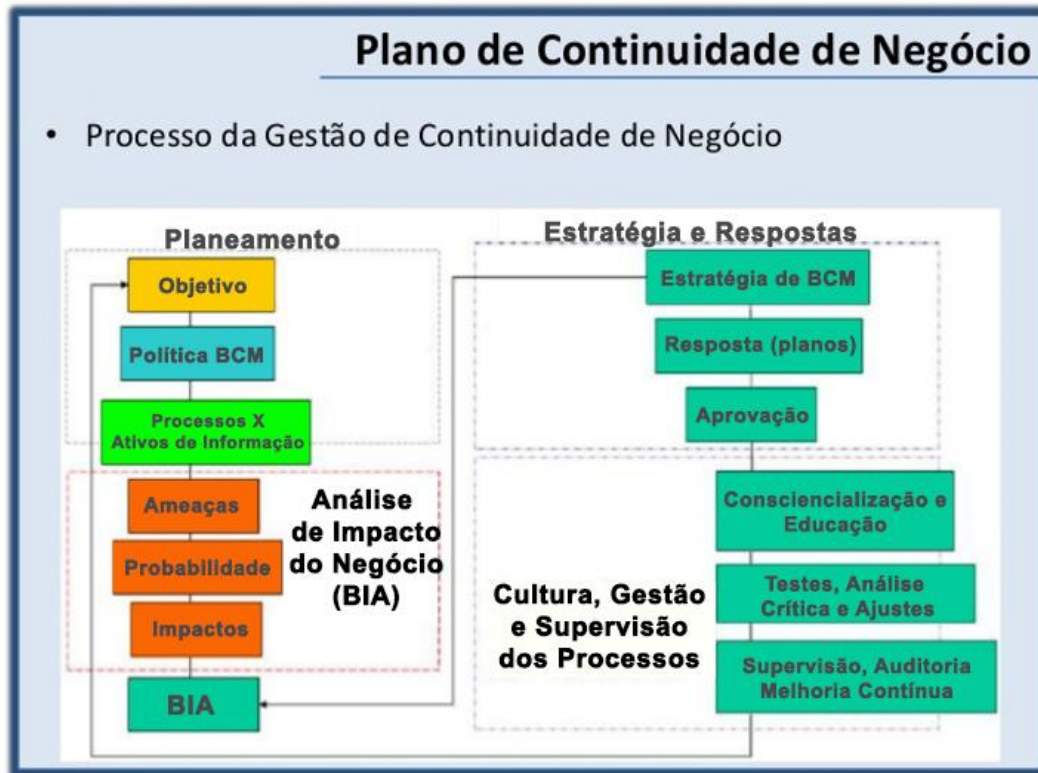 Plano de Continuidade de Negócio
• Processo da Gestão de Continuidade de Negócio
Planeamento
Objetivo
Política BCM
Processos X
Ativos de Informação
Ameaças
Probabilidade
Impactos
Análise
de Impacto
do Negócio
(BIA)
BIA
Estratégia e Respostas
Estratégia de BCM
Resposta (planos)
Aprovação
Cultura, Gestão
e Supervisão
dos Processos
Consciencialização e
Educação
Testes, Análise
Crítica e Ajustes
Supervisão, Auditoria
Melhoria Contínua